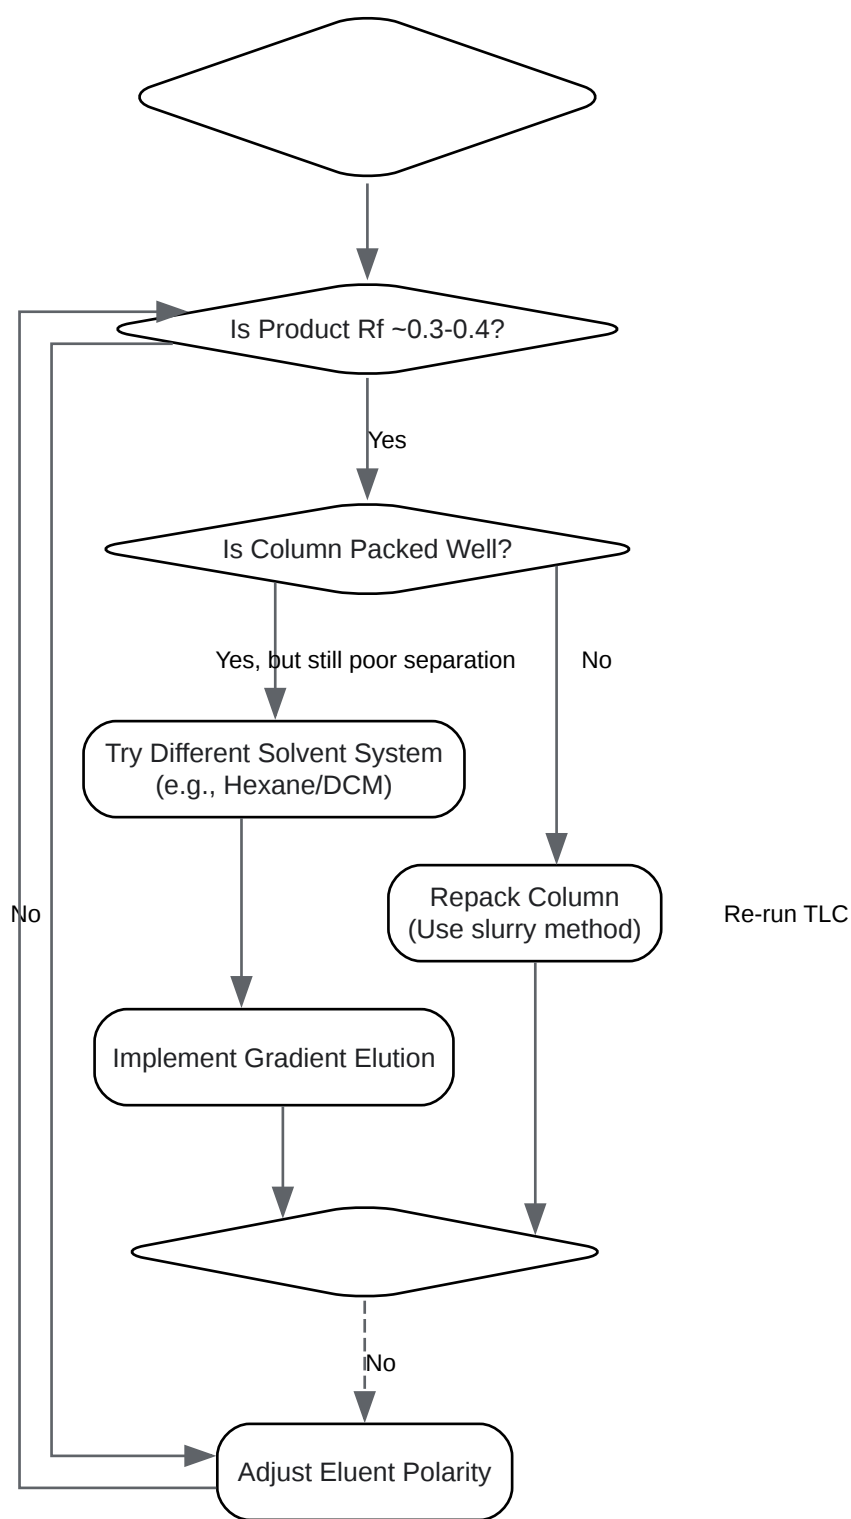 Is Product Rf ~0.3-0.4?
Yes
Is Column Packed Well?
Yes, but still poor separation
No
Try Different Solvent System
(e.g., Hexane/DCM)
Repack Column
(Use slurry method)
No
Re-run TLC
Implement Gradient Elution
No
Adjust Eluent Polarity